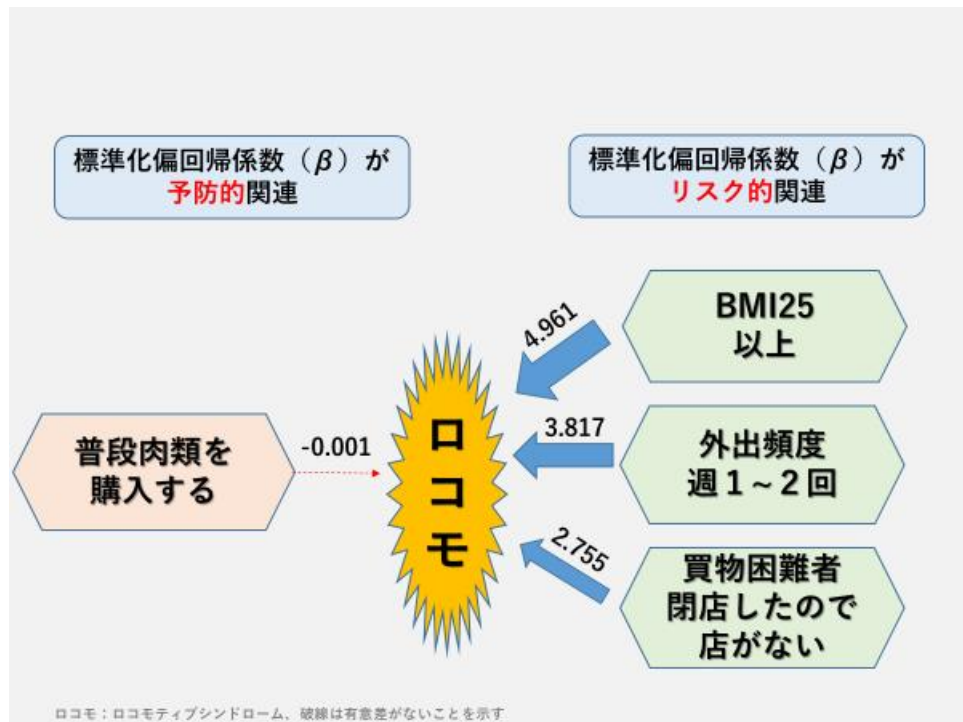 標準化偏回帰係数（β）が
予防的関連
標準化偏回帰係数（β）が
リスク的関連
BMI25
以上
4.961
普段肉類を
購入する
-0.001
ロコモ
3.817
外出頻度
週１～２回
2.755
買物困難者
閉店したので
店がない
ロコモ：ロコモティブシンドローム、破線は有意差がないことを示す